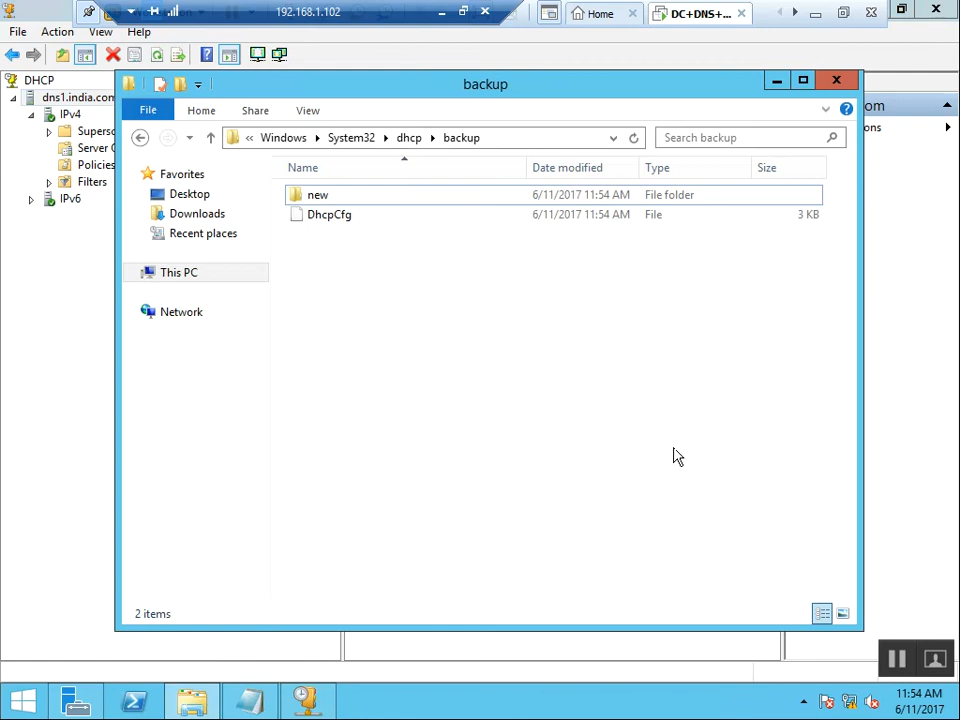 192.168.1.102
Home
DC+DNS+...
File Action View Help
DHCP
dns1.india.com
IPv4
Supersc
Server O
Policies
Filters
IPv6
om
ons
backup
File Home Share View
« Windows System32 dhcp backup
Search backup
Name Date modified Type Size
Favorites
Desktop
Downloads
Recent places
This PC
Network
new 6/11/2017 11:54 AM File folder
DhcpCfg 6/11/2017 11:54 AM File 3 KB
2 items
11:54 AM
6/11/2017